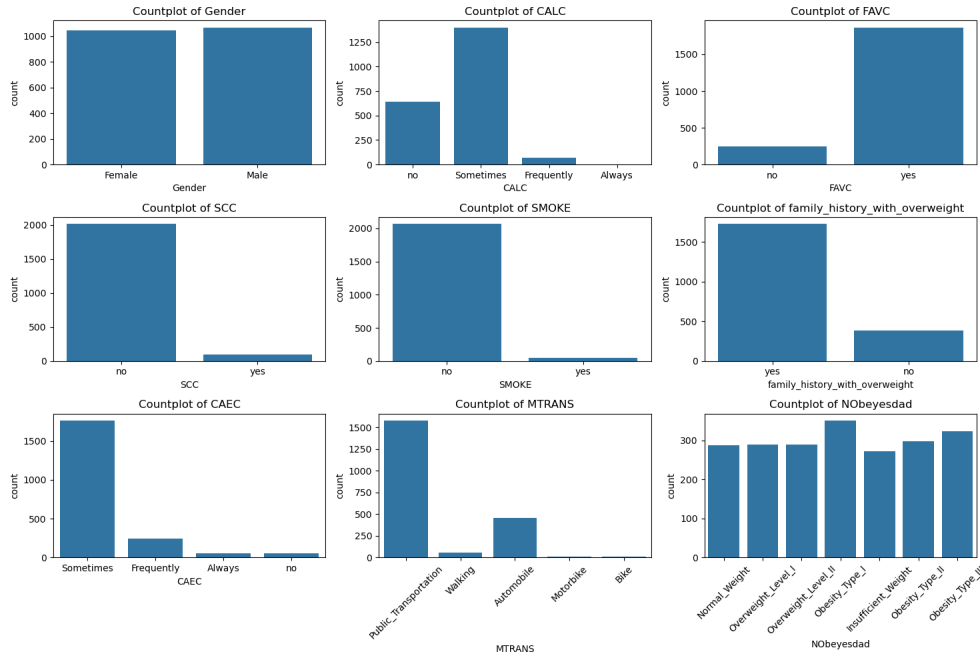 Countplot of Gender
count
1000
800
600
400
200
0
Female Male
Gender
Countplot of CALC
count
1250
1000
750
500
250
0
no Sometimes Frequently Always
CALC
Countplot of FAVC
count
1500
1000
500
0
no yes
FAVC
Countplot of SCC
count
2000
1500
1000
500
0
no yes
SCC
Countplot of SMOKE
count
2000
1500
1000
500
0
no yes
SMOKE
Countplot of family_history_with_overweight
count
1500
1000
500
0
yes no
family_history_with_overweight
Countplot of CAEC
count
1500
1000
500
0
Sometimes Frequently Always no
CAEC
Countplot of MTRANS
count
1500
1250
1000
750
500
250
0
Public_Transportation Walking Automobile Motorbike Bike
MTRANS
Countplot of NObeyesdad
count
300
200
100
0
Normal_Weight Overweight_Level_I Overweight_Level_II Obesity_Type_I Insufficient_Weight Obesity_Type_II
NObeyesdad